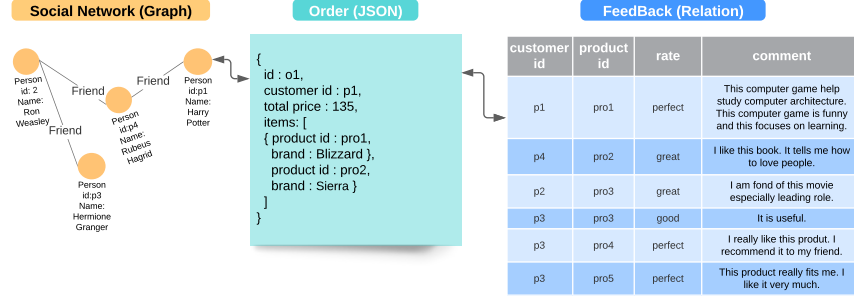 Social Network (Graph)
Order (JSON)
FeedBack (Relation)
Person
id: 2
Name:
Ron
Weasley
Friend
Friend
Friend
Person
id:p4
Name:
Rubeus
Hagrid
Person
id:p1
Name:
Harry
Potter
Person
id:p3
Name:
Hermione
Granger
{
id : o1,
customer id : p1,
total price : 135,
items: [
{ product id : pro1,
brand : Blizzard },
product id : pro2,
brand : Sierra }
]
}
customer id product id rate comment
p1 pro1 perfect This computer game help
study computer architecture.
This computer game is funny
and this focuses on learning.
p4 pro2 great I like this book. It tells me how
to love people.
p2 pro3 great I am fond of this movie
especially leading role.
p3 pro3 good It is useful.
p3 pro4 perfect I really like this produt. I
recommend it to my friend.
p3 pro5 perfect This product really fits me. I
like it very much.